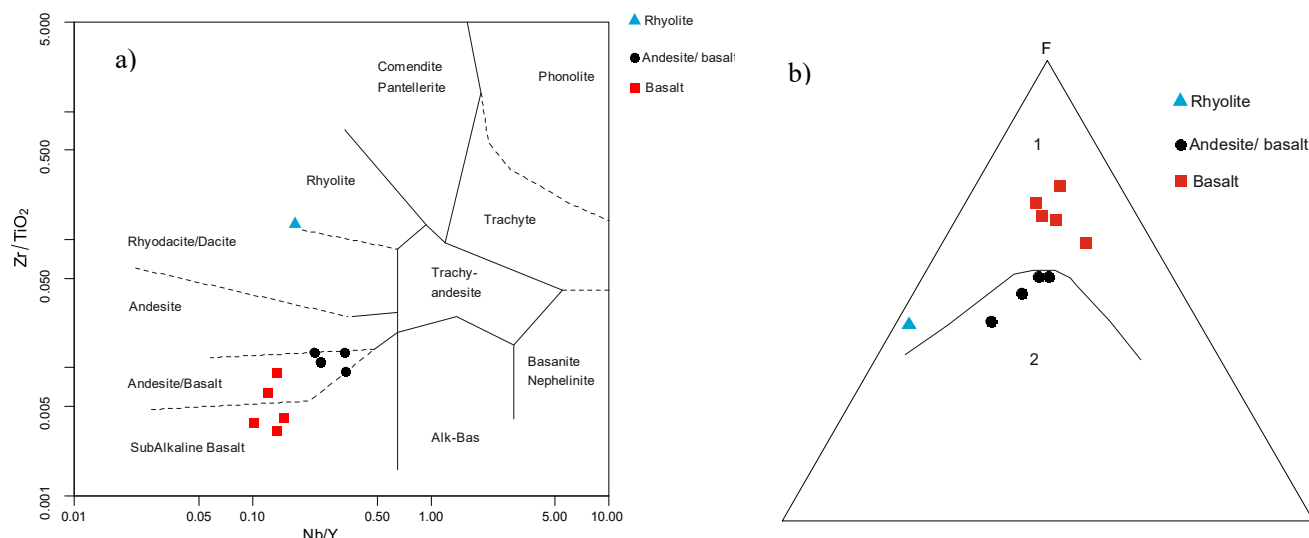 a)
5.000
0.500
0.050
0.005
0.001
Zr/TiO2
0.01
0.05
0.10
0.50
1.00
5.00
10.00
Nb/Y
Comendite
Pantellerite
Phonolite
Rhyolite
Trachyte
Rhyodacite/Dacite
Trachy-
andesite
Andesite
Andesite/Basalt
Basanite
Nephelinite
SubAlkaline Basalt
Alk-Bas
Rhyolite
Andesite/ basalt
Basalt
b)
F
1
2
Rhyolite
Andesite/ basalt
Basalt